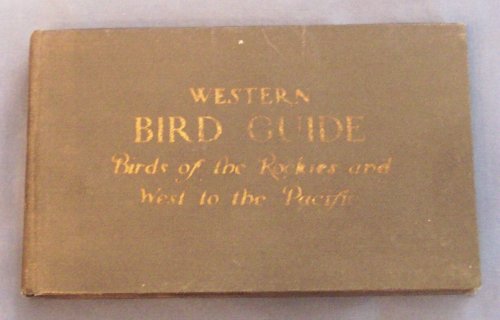 WESTERN
BIRD GUIDE
Birds of the Rockies and
West to the Pacific